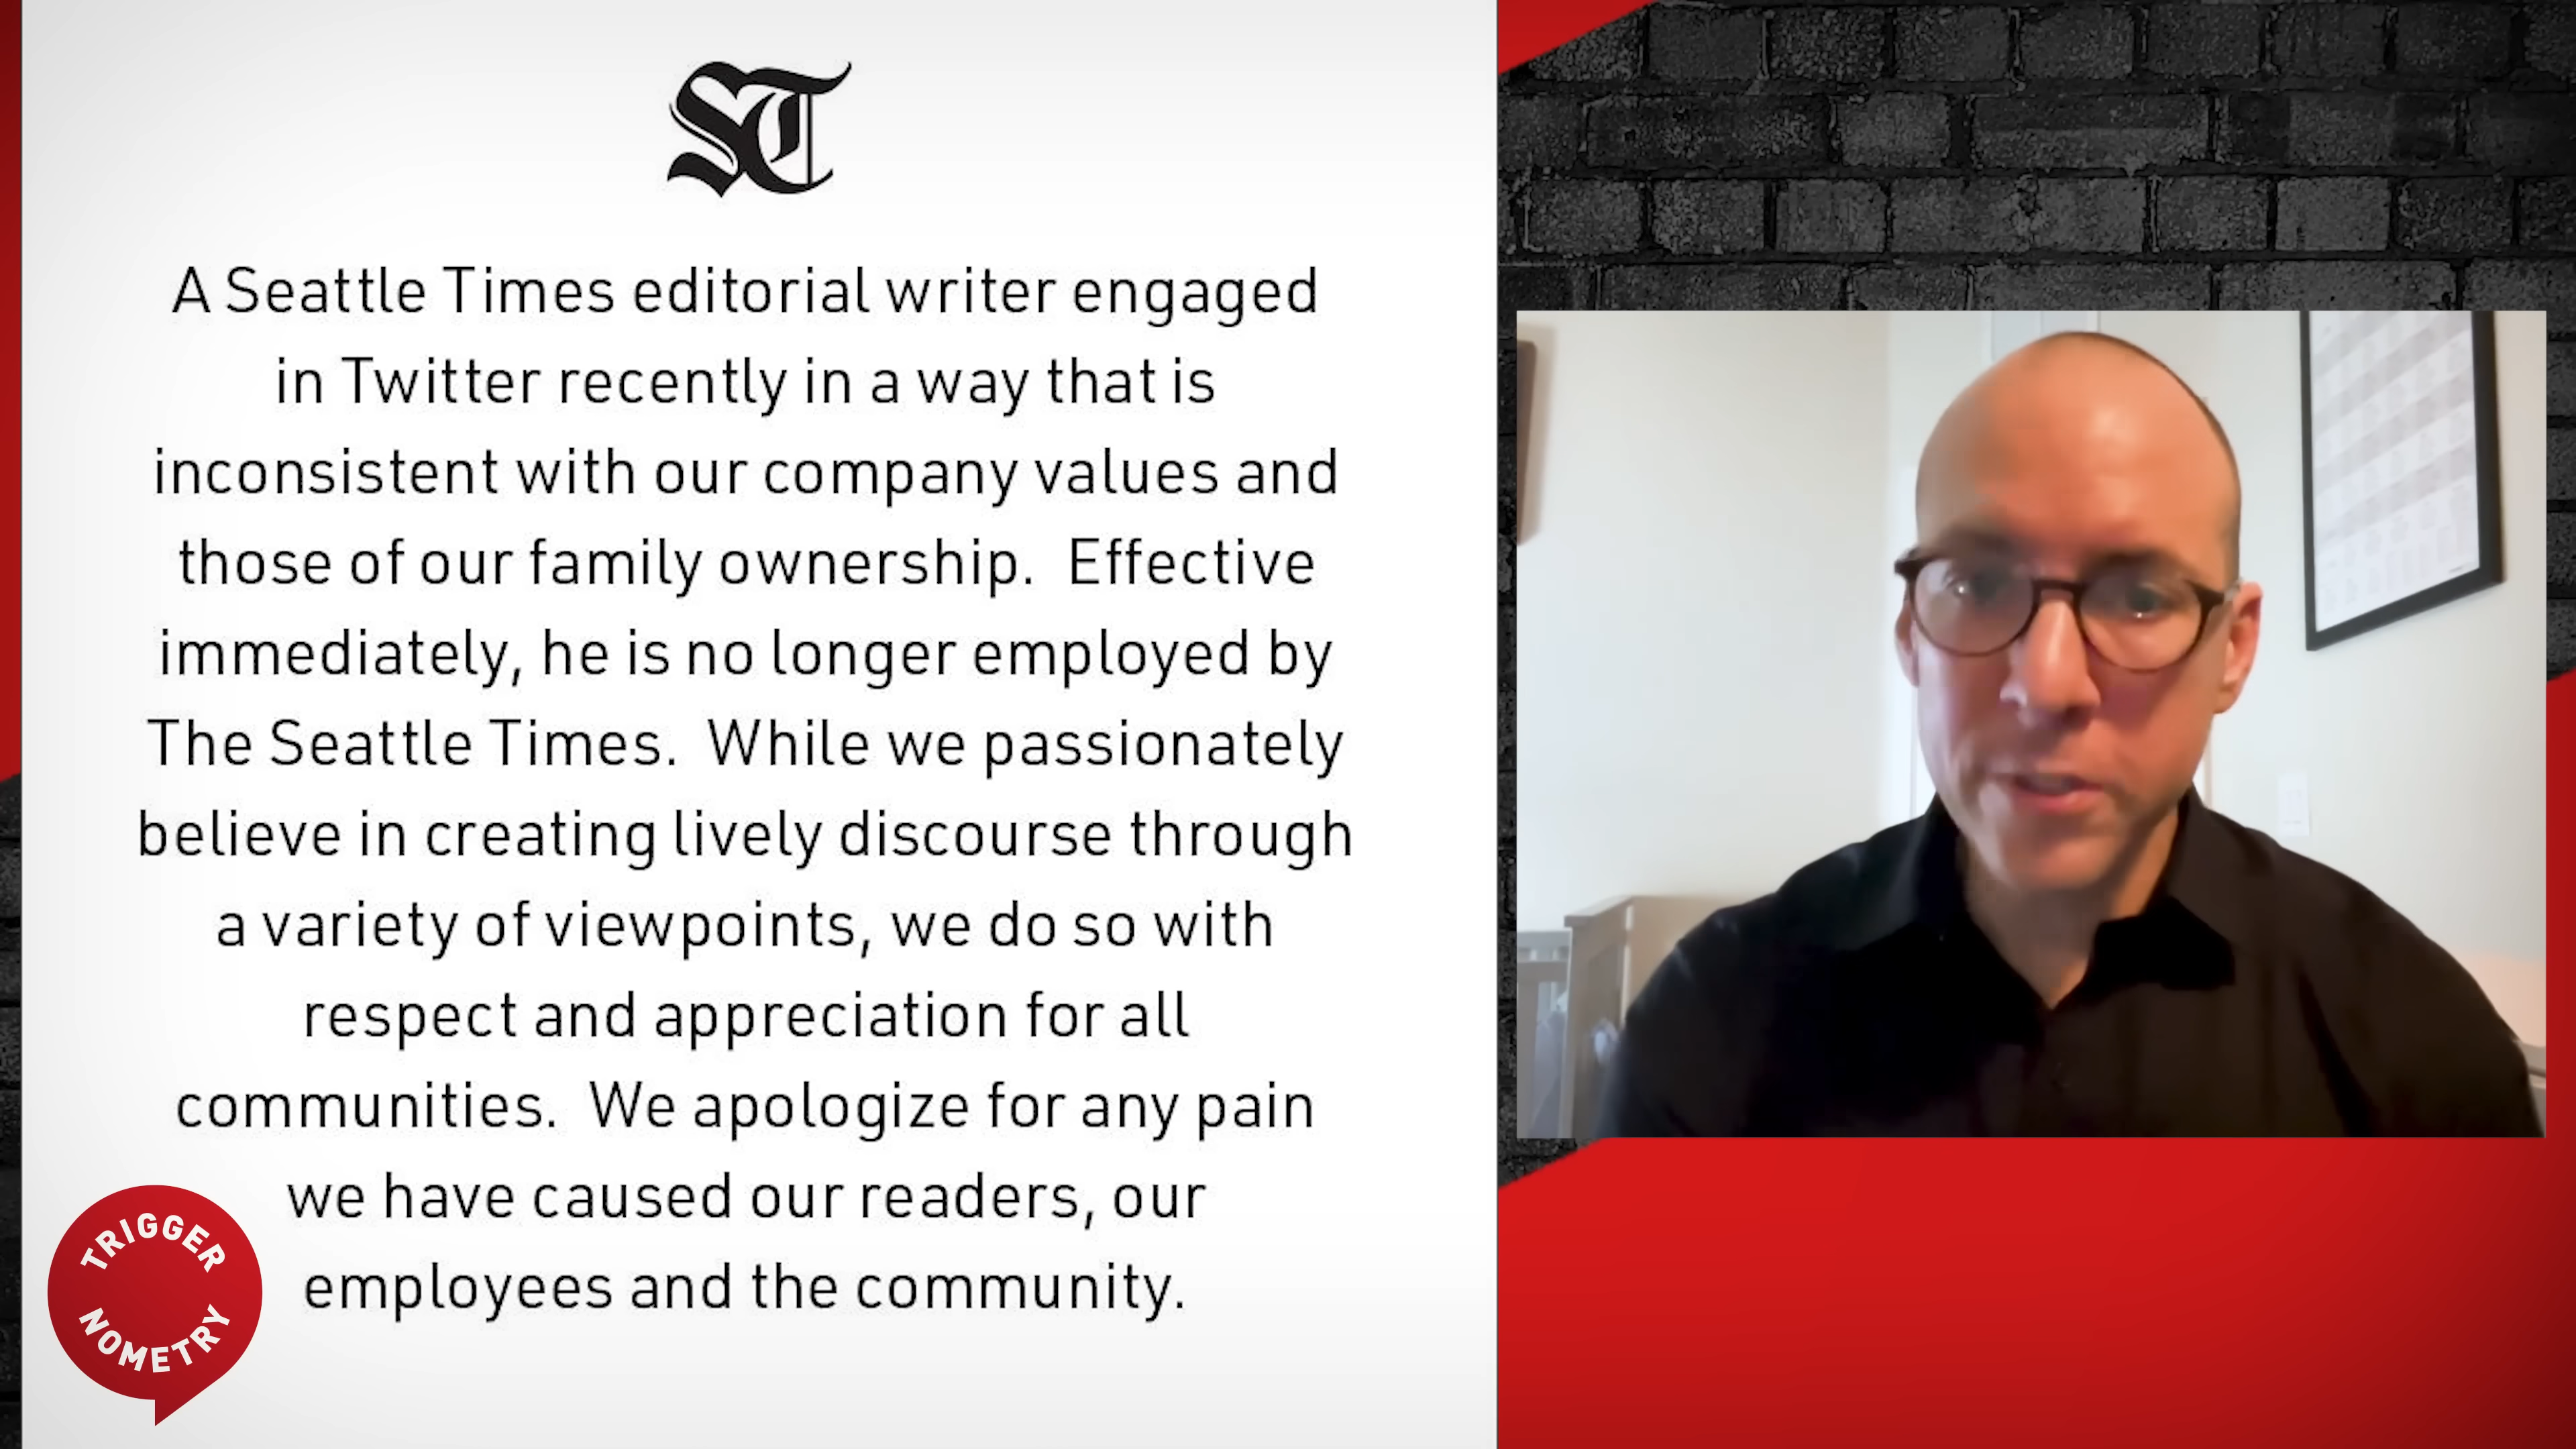 ST
A Seattle Times editorial writer engaged
in Twitter recently in a way that is
inconsistent with our company values and
those of our family ownership. Effective
immediately, he is no longer employed by
The Seattle Times. While we passionately
believe in creating lively discourse through
a variety of viewpoints, we do so with
respect and appreciation for all
communities. We apologize for any pain
we have caused our readers, our
employees and the community.
TRIGGER
NOMETRY